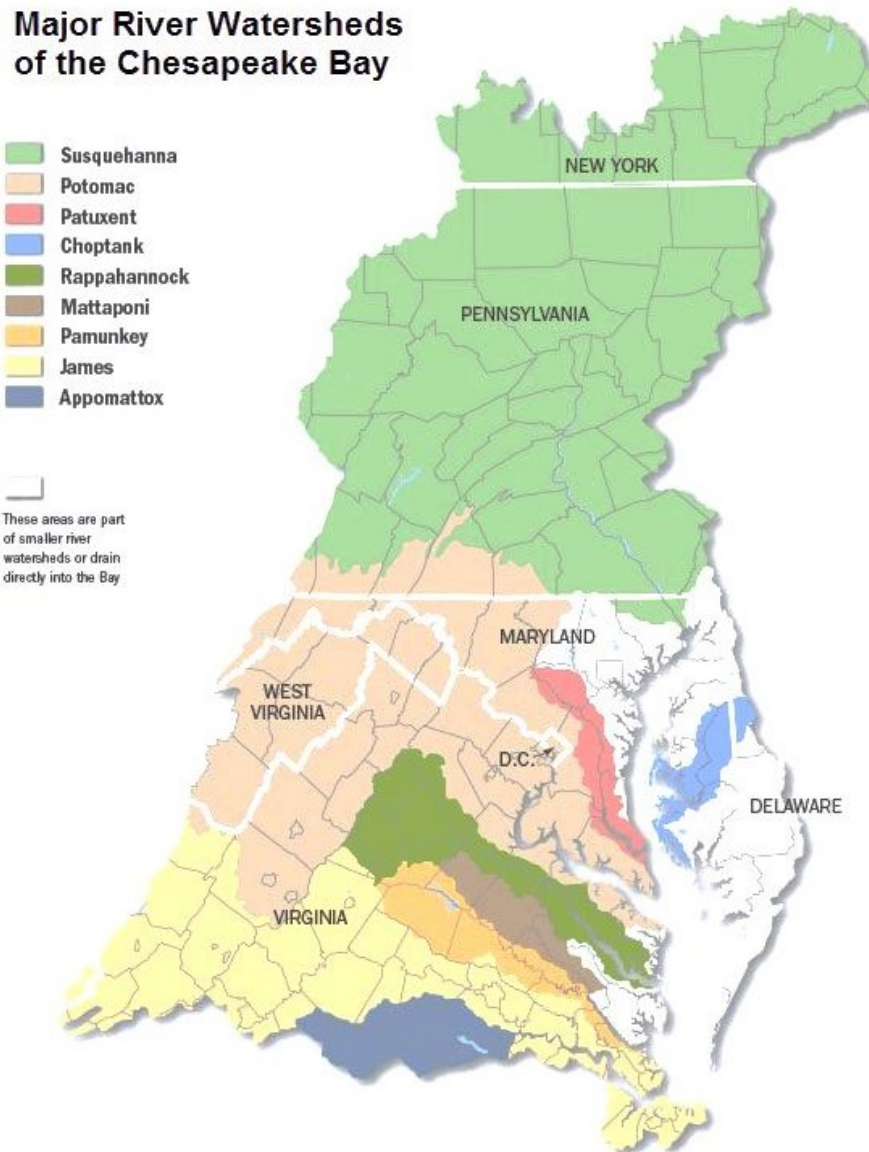 Major River Watersheds
of the Chesapeake Bay
Susquehanna
Potomac
Patuxent
Choptank
Rappahannock
Mattaponi
Pamunkey
James
Appomattox
These areas are part
of smaller river
watersheds or drain
directly into the Bay
NEW YORK
PENNSYLVANIA
MARYLAND
WEST
VIRGINIA
D.C.
DELAWARE
VIRGINIA